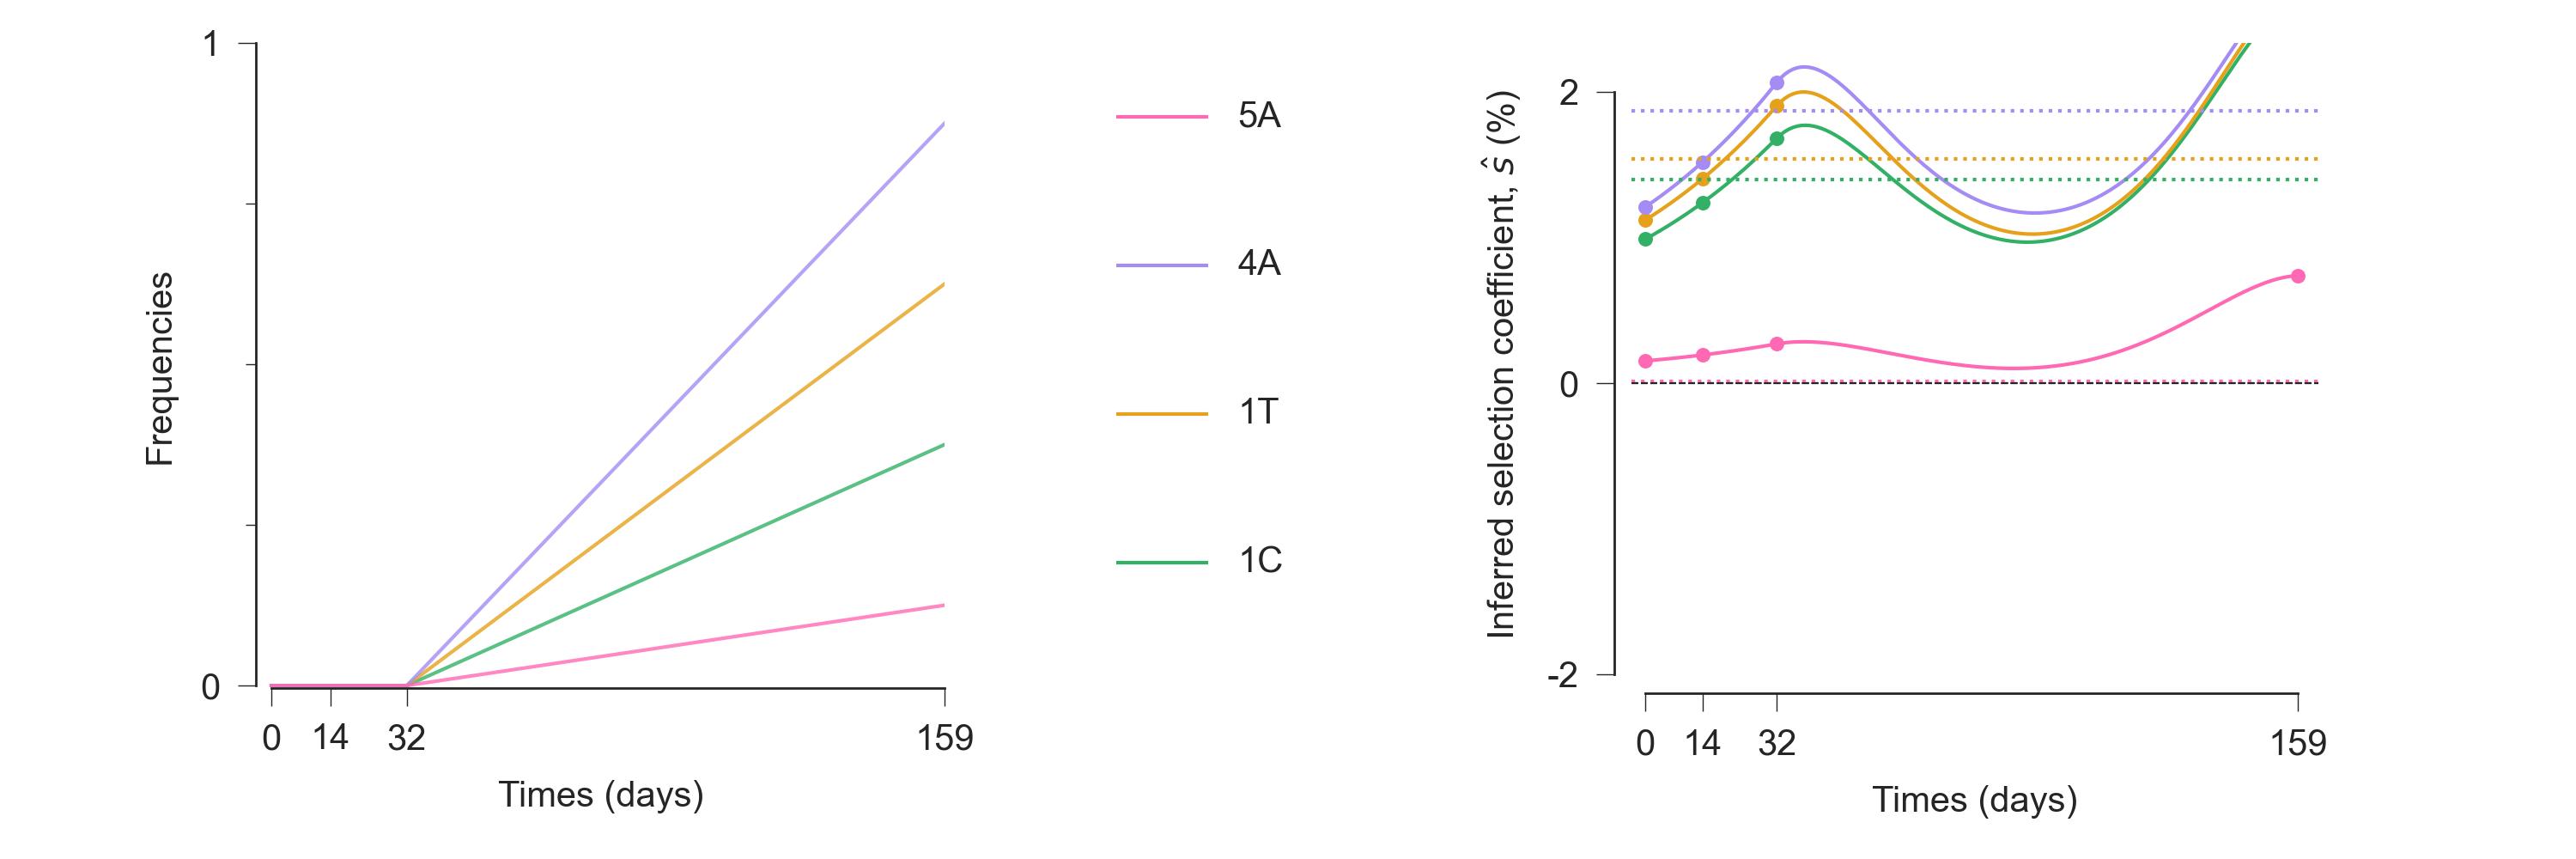 1
0
Frequencies
0 14 32 159
Times (days)
5A
4A
1T
1C
2
0
-2
Inferred selection coefficient, ŝ (%)
0 14 32 159
Times (days)